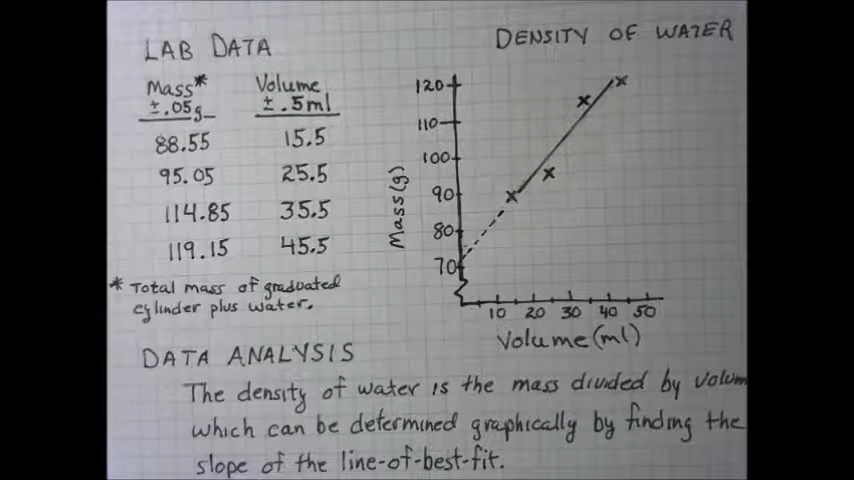 LAB DATA
Mass* Volume
±.05g ±.5ml
88.55 15.5
95.05 25.5
114.85 35.5
119.15 45.5
* Total mass of graduated
cylinder plus water.
DENSITY OF WATER
120
110
100
90
80
70
Mass (g)
10 20 30 40 50
Volume (ml)
DATA ANALYSIS
The density of water is the mass divided by volum
which can be determined graphically by finding the
slope of the line-of-best-fit.